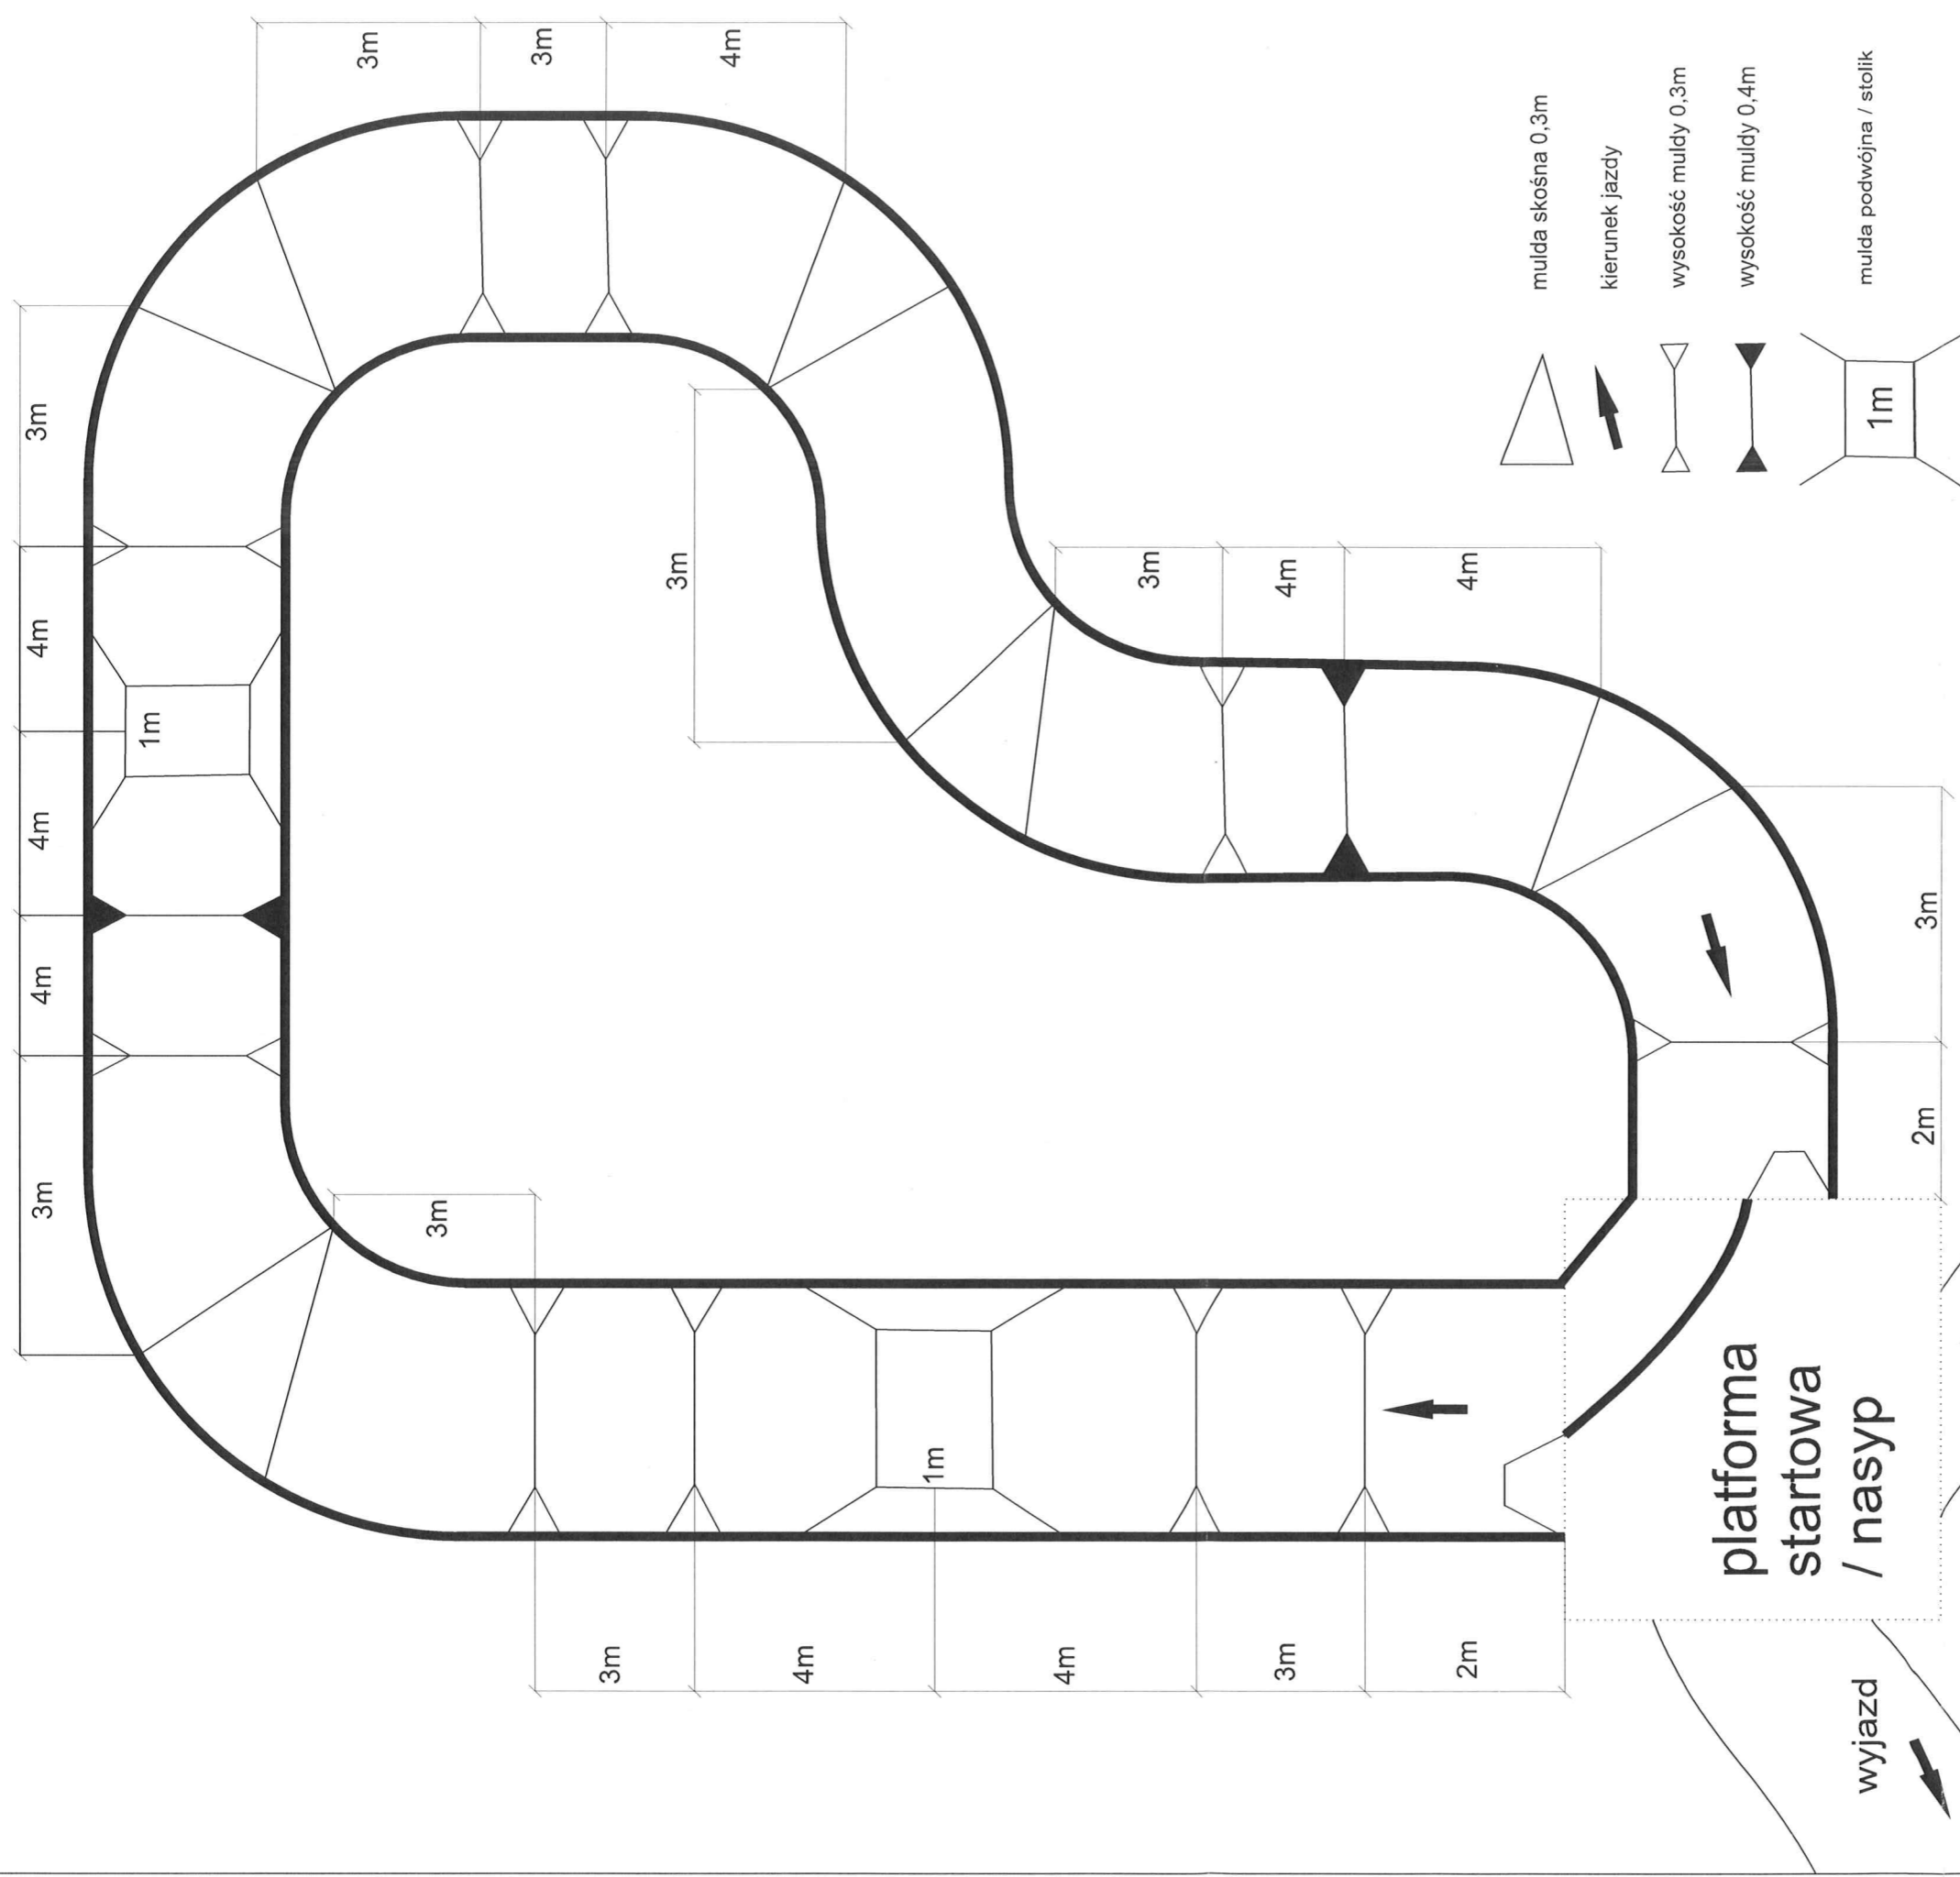 3m
3m
4m
3m
4m
4m
4m
3m
1m
3m
3m
3m
4m
4m
3m
2m
1m
3m
4m
4m
3m
2m
mulda skośna 0,3m
kierunek jazdy
wysokość muldy 0,3m
wysokość muldy 0,4m
mulda podwójna / stolik
1m
platforma
startowa
/ nasyp
wyjazd